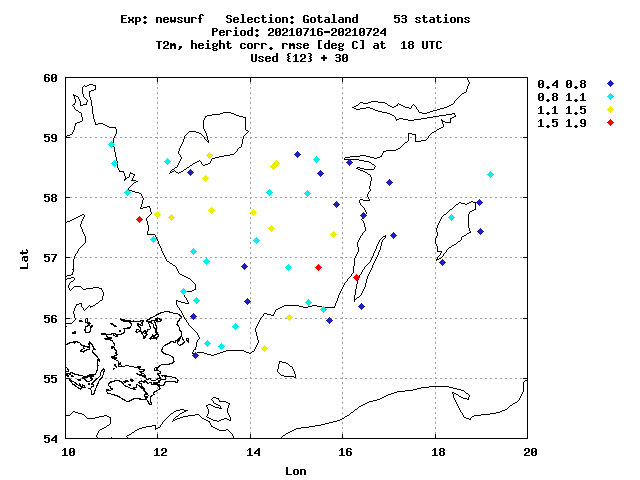 Exp: newsurf Selection: Gotaland 53 stations
Period: 20210716-20210724
T2m, height corr. rmse [deg C] at 18 UTC
Used {12} + 30
0.4 0.8
0.8 1.1
1.1 1.5
1.5 1.9
60
59
58
57
56
55
54
Lat
10 12 14 16 18 20
Lon